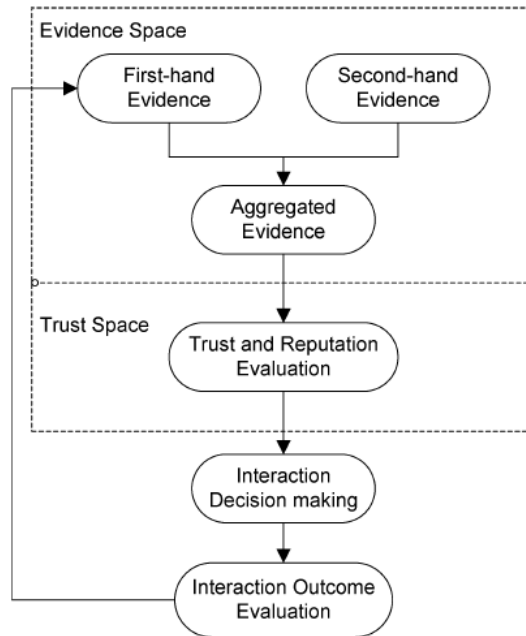 Evidence Space
First-hand
Evidence
Second-hand
Evidence
Aggregated
Evidence
Trust Space
Trust and Reputation
Evaluation
Interaction
Decision making
Interaction Outcome
Evaluation